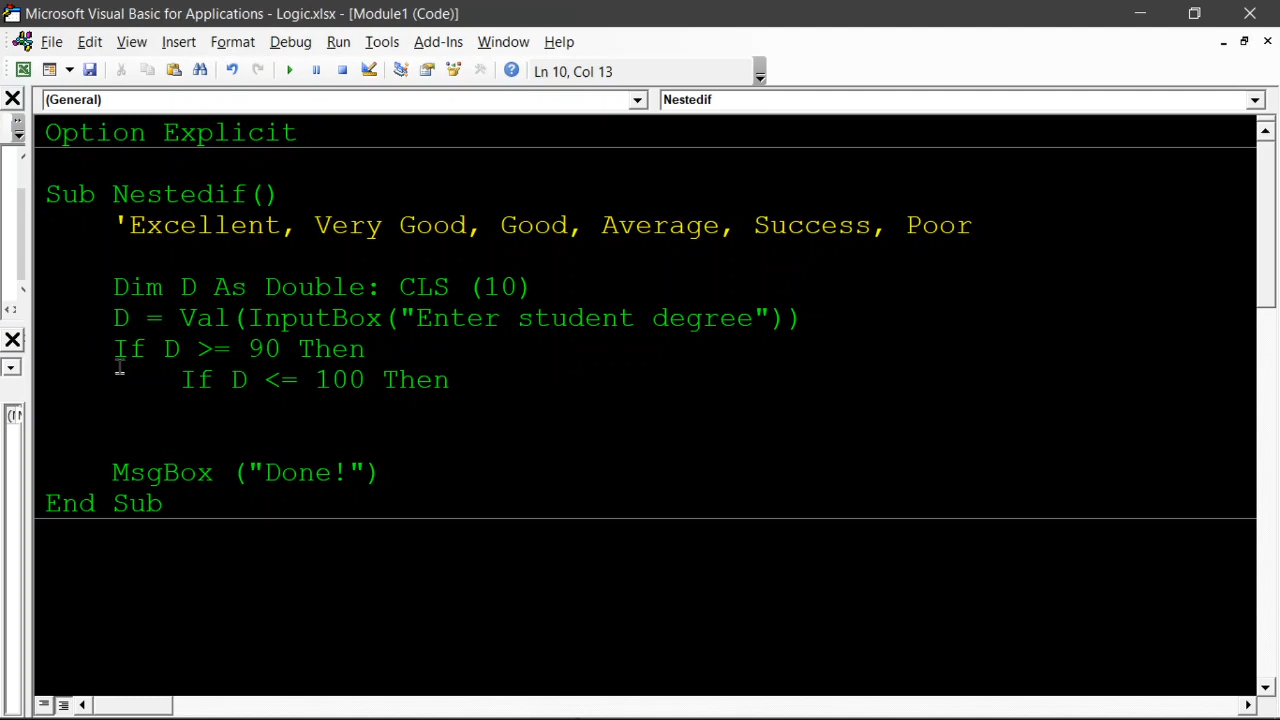 Microsoft Visual Basic for Applications - Logic.xlsx - [Module1 (Code)]
File Edit View Insert Format Debug Run Tools Add-Ins Window Help
Ln 10, Col 13
(General) Nestedif
Option Explicit
Sub Nestedif()
'Excellent, Very Good, Good, Average, Success, Poor
Dim D As Double: CLS (10)
D = Val(InputBox("Enter student degree"))
If D >= 90 Then
If D <= 100 Then
MsgBox ("Done!")
End Sub